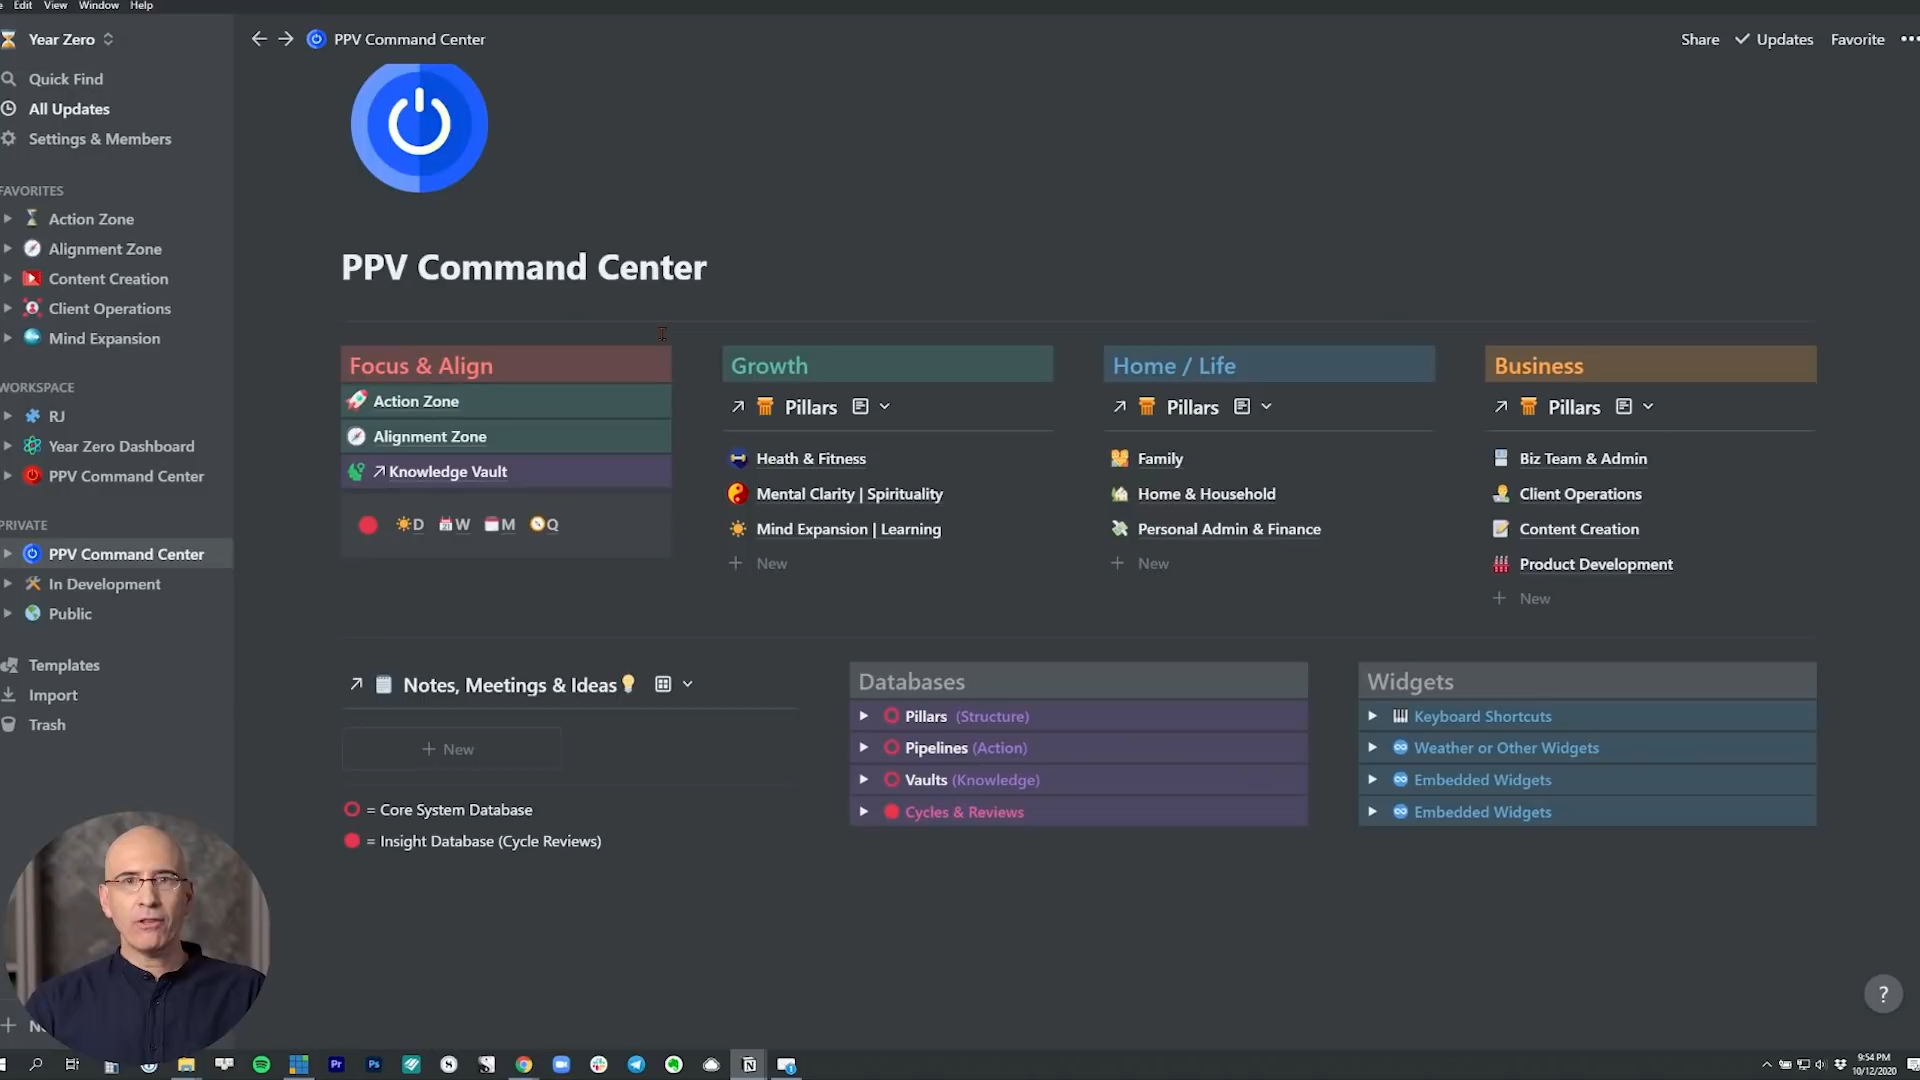 Edit View Window Help
Year Zero
PPV Command Center
Share Updates Favorite
Quick Find
All Updates
Settings & Members
FAVORITES
Action Zone
Alignment Zone
Content Creation
Client Operations
Mind Expansion
WORKSPACE
RJ
Year Zero Dashboard
PPV Command Center
PRIVATE
PPV Command Center
In Development
Public
Templates
Import
Trash
PPV Command Center
Focus & Align
Action Zone
Alignment Zone
Knowledge Vault
D W M Q
Growth
Pillars
Heath & Fitness
Mental Clarity | Spirituality
Mind Expansion | Learning
+ New
Home / Life
Pillars
Family
Home & Household
Personal Admin & Finance
+ New
Business
Pillars
Biz Team & Admin
Client Operations
Content Creation
Product Development
+ New
Notes, Meetings & Ideas
+ New
= Core System Database
= Insight Database (Cycle Reviews)
Databases
Pillars (Structure)
Pipelines (Action)
Vaults (Knowledge)
Cycles & Reviews
Widgets
Keyboard Shortcuts
Weather or Other Widgets
Embedded Widgets
Embedded Widgets
?
Pr
Ps
9:54 PM
10/12/2020